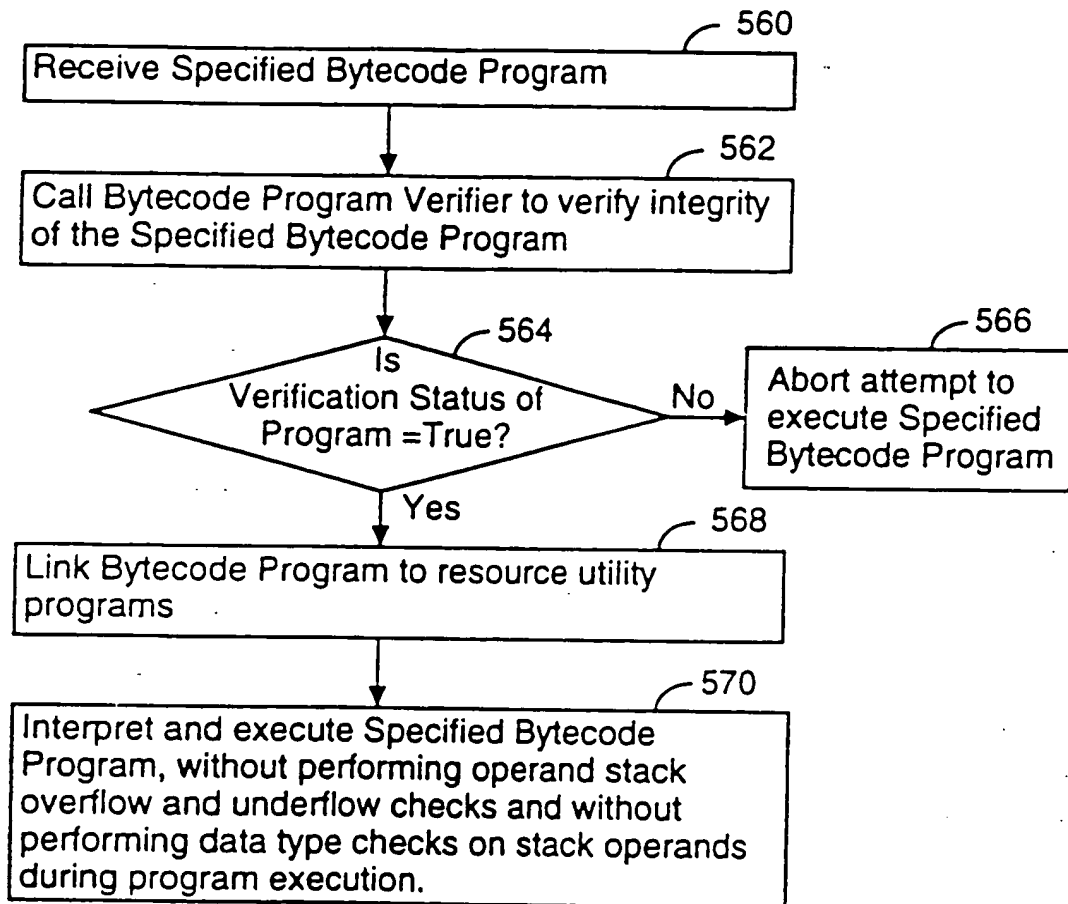 560
Receive Specified Bytecode Program
562
Call Bytecode Program Verifier to verify integrity
of the Specified Bytecode Program
564
Is
Verification Status of
Program =True?
No
566
Abort attempt to
execute Specified
Bytecode Program
Yes
568
Link Bytecode Program to resource utility
programs
570
Interpret and execute Specified Bytecode
Program, without performing operand stack
overflow and underflow checks and without
performing data type checks on stack operands
during program execution.